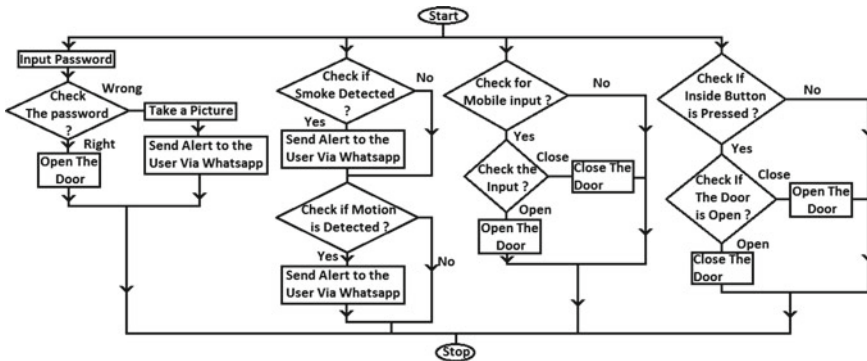 Start
Input Password
Check
The password
?
Wrong
Take a Picture
Send Alert to the
User Via Whatsapp
Right
Open The
Door
Check if
Smoke Detected
?
No
Yes
Send Alert to the
User Via Whatsapp
Check if Motion
is Detected ?
Yes
No
Send Alert to the
User Via Whatsapp
Check for
Mobile input ?
No
Yes
Check the
Input ?
Close
Close The
Door
Open
Open The
Door
Check If
Inside Button
is Pressed ?
No
Yes
Check If
The Door
is Open ?
Close
Open The
Door
Open
Close The
Door
Stop